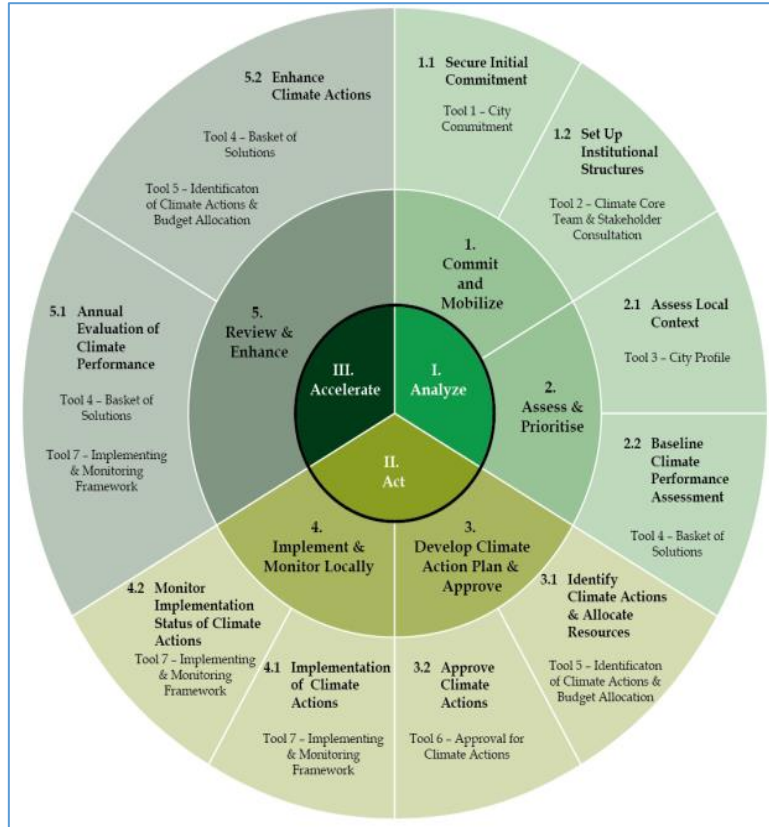 1.1 Secure Initial
Commitment
Tool 1 – City
Commitment
1.2 Set Up
Institutional
Structures
Tool 2 – Climate Core
Team & Stakeholder
Consultation
2.1 Assess Local
Context
Tool 3 – City Profile
2.2 Baseline
Climate
Performance
Assessment
Tool 4 – Basket
of Solutions
3.1 Identify
Climate Actions
& Allocate
Resources
Tool 5 – Identificaton
of Climate Actions &
Budget Allocation
3.2 Approve
Climate
Actions
Tool 6 – Approval for
Climate Actions
4.1 Implementation
of Climate
Actions
Tool 7 – Implementing
& Monitoring
Framework
4.2 Monitor
Implementation
Status of Climate
Actions
Tool 7 – Implementing
& Monitoring
Framework
5.1 Annual
Evaluation of
Climate
Performance
Tool 4 – Basket of
Solutions
Tool 7 – Implementing
& Monitoring
Framework
5.2 Enhance
Climate Actions
Tool 4 – Basket of
Solutions
Tool 5 – Identificaton
of Climate Actions &
Budget Allocation
1.
Commit
and
Mobilize
2.
Assess &
Prioritise
3.
Develop Climate
Action Plan &
Approve
4.
Implement &
Monitor Locally
5.
Review &
Enhance
I.
Analyze
II.
Act
III.
Accelerate